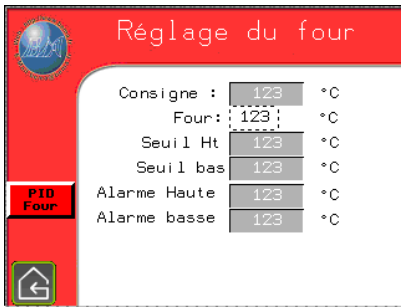 Réglage du four
Consigne : 123 °C
Four: 123 °C
Seuil Ht 123 °C
Seuil bas 123 °C
Alarme Haute 123 °C
Alarme basse 123 °C
PID
Four